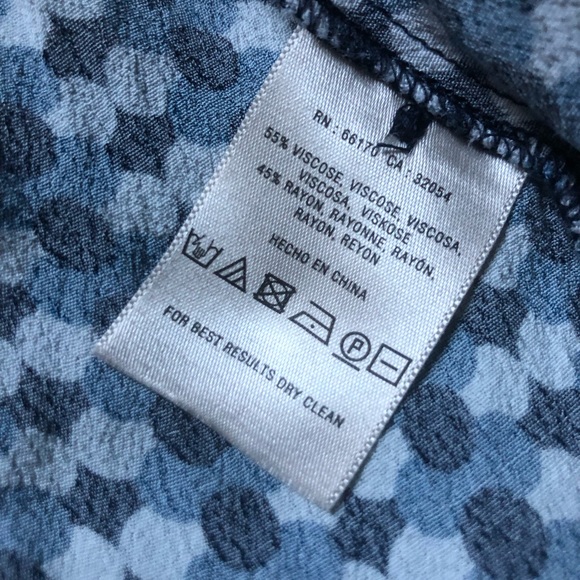 RN : 66170 CA : 32054
55% VISCOSE, VISCOSE, VISCOSA,
VISCOSA, VISKOSE
45% RAYON, RAYONNE, RAYÓN,
RAYON, REYON
HECHO EN CHINA
P
FOR BEST RESULTS DRY CLEAN